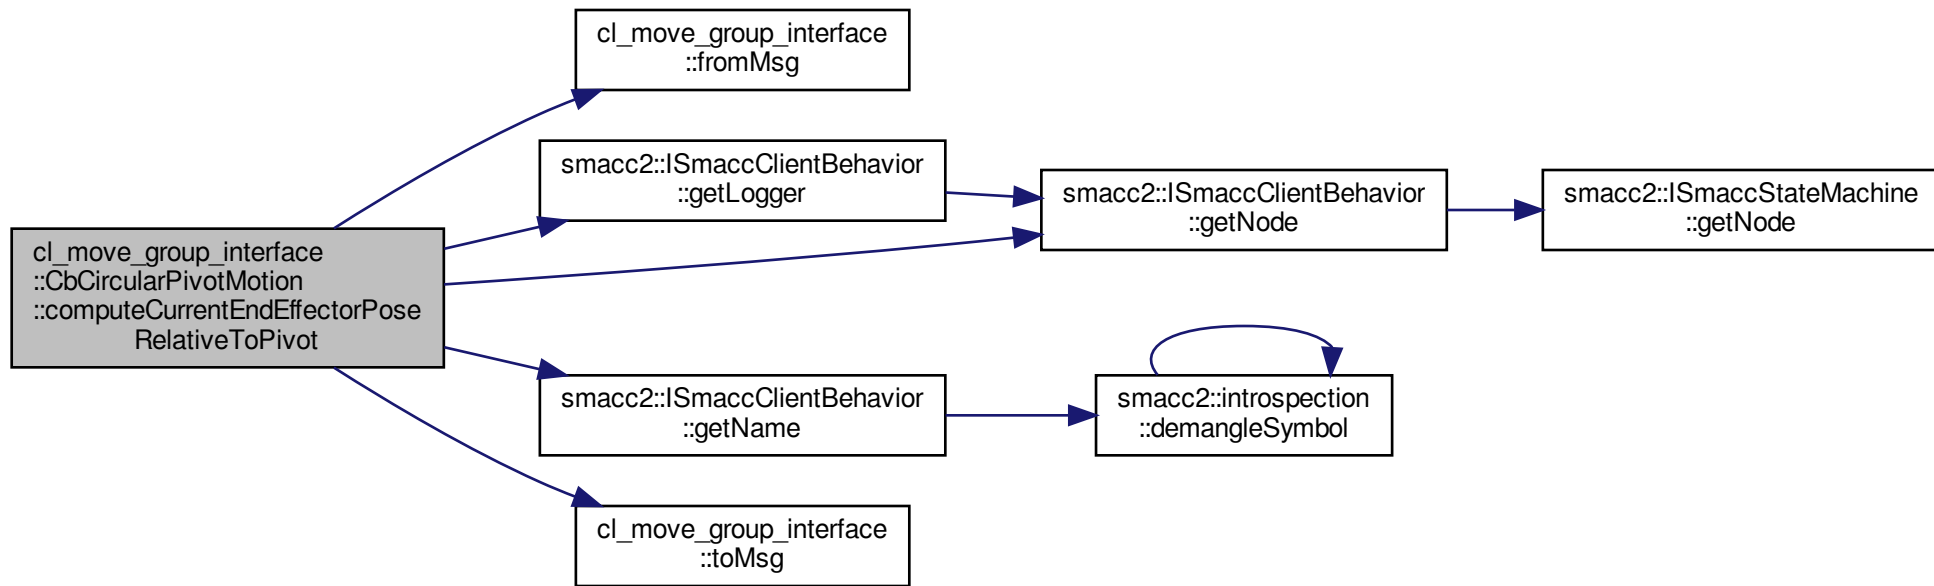 cl_move_group_interface
::CbCircularPivotMotion
::computeCurrentEndEffectorPose
RelativeToPivot
cl_move_group_interface
::fromMsg
smacc2::ISmaccClientBehavior
::getLogger
smacc2::ISmaccClientBehavior
::getNode
smacc2::ISmaccStateMachine
::getNode
smacc2::ISmaccClientBehavior
::getName
smacc2::introspection
::demangleSymbol
cl_move_group_interface
::toMsg